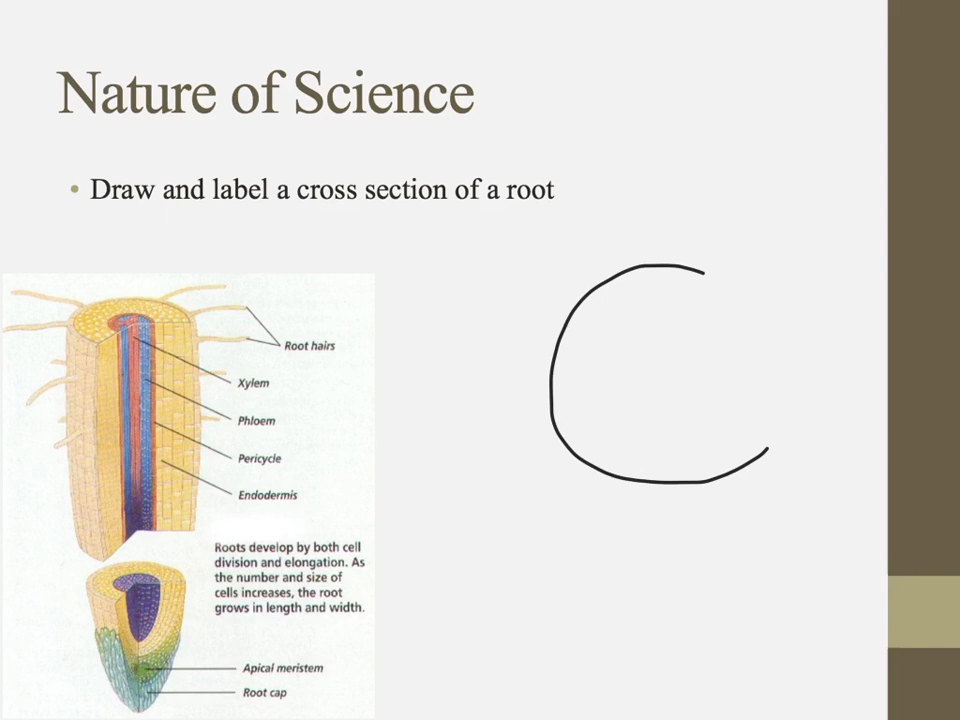 Nature of Science
• Draw and label a cross section of a root
Root hairs
Xylem
Phloem
Pericycle
Endodermis
Roots develop by both cell
division and elongation. As
the number and size of
cells increases, the root
grows in length and width.
Apical meristem
Root cap